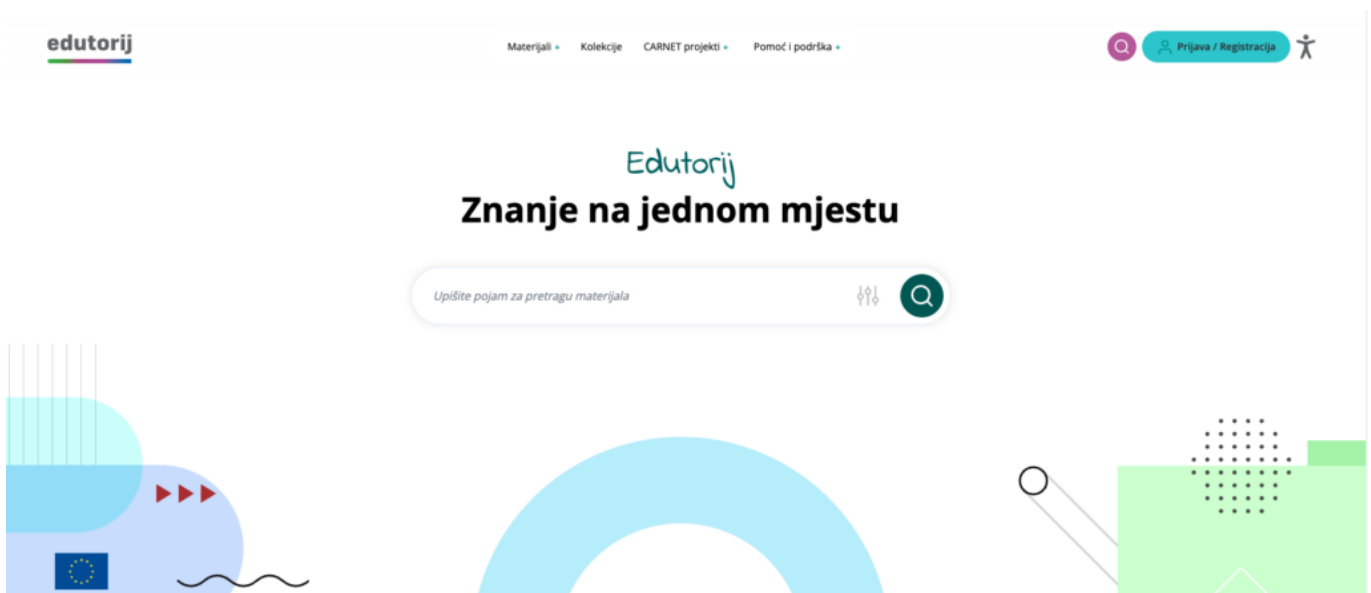 edutorij
Materijali + Kolekcije CARNET projekti + Pomoć i podrška +
Prijava / Registracija
Edutorij
Znanje na jednom mjestu
Upišite pojam za pretragu materijala